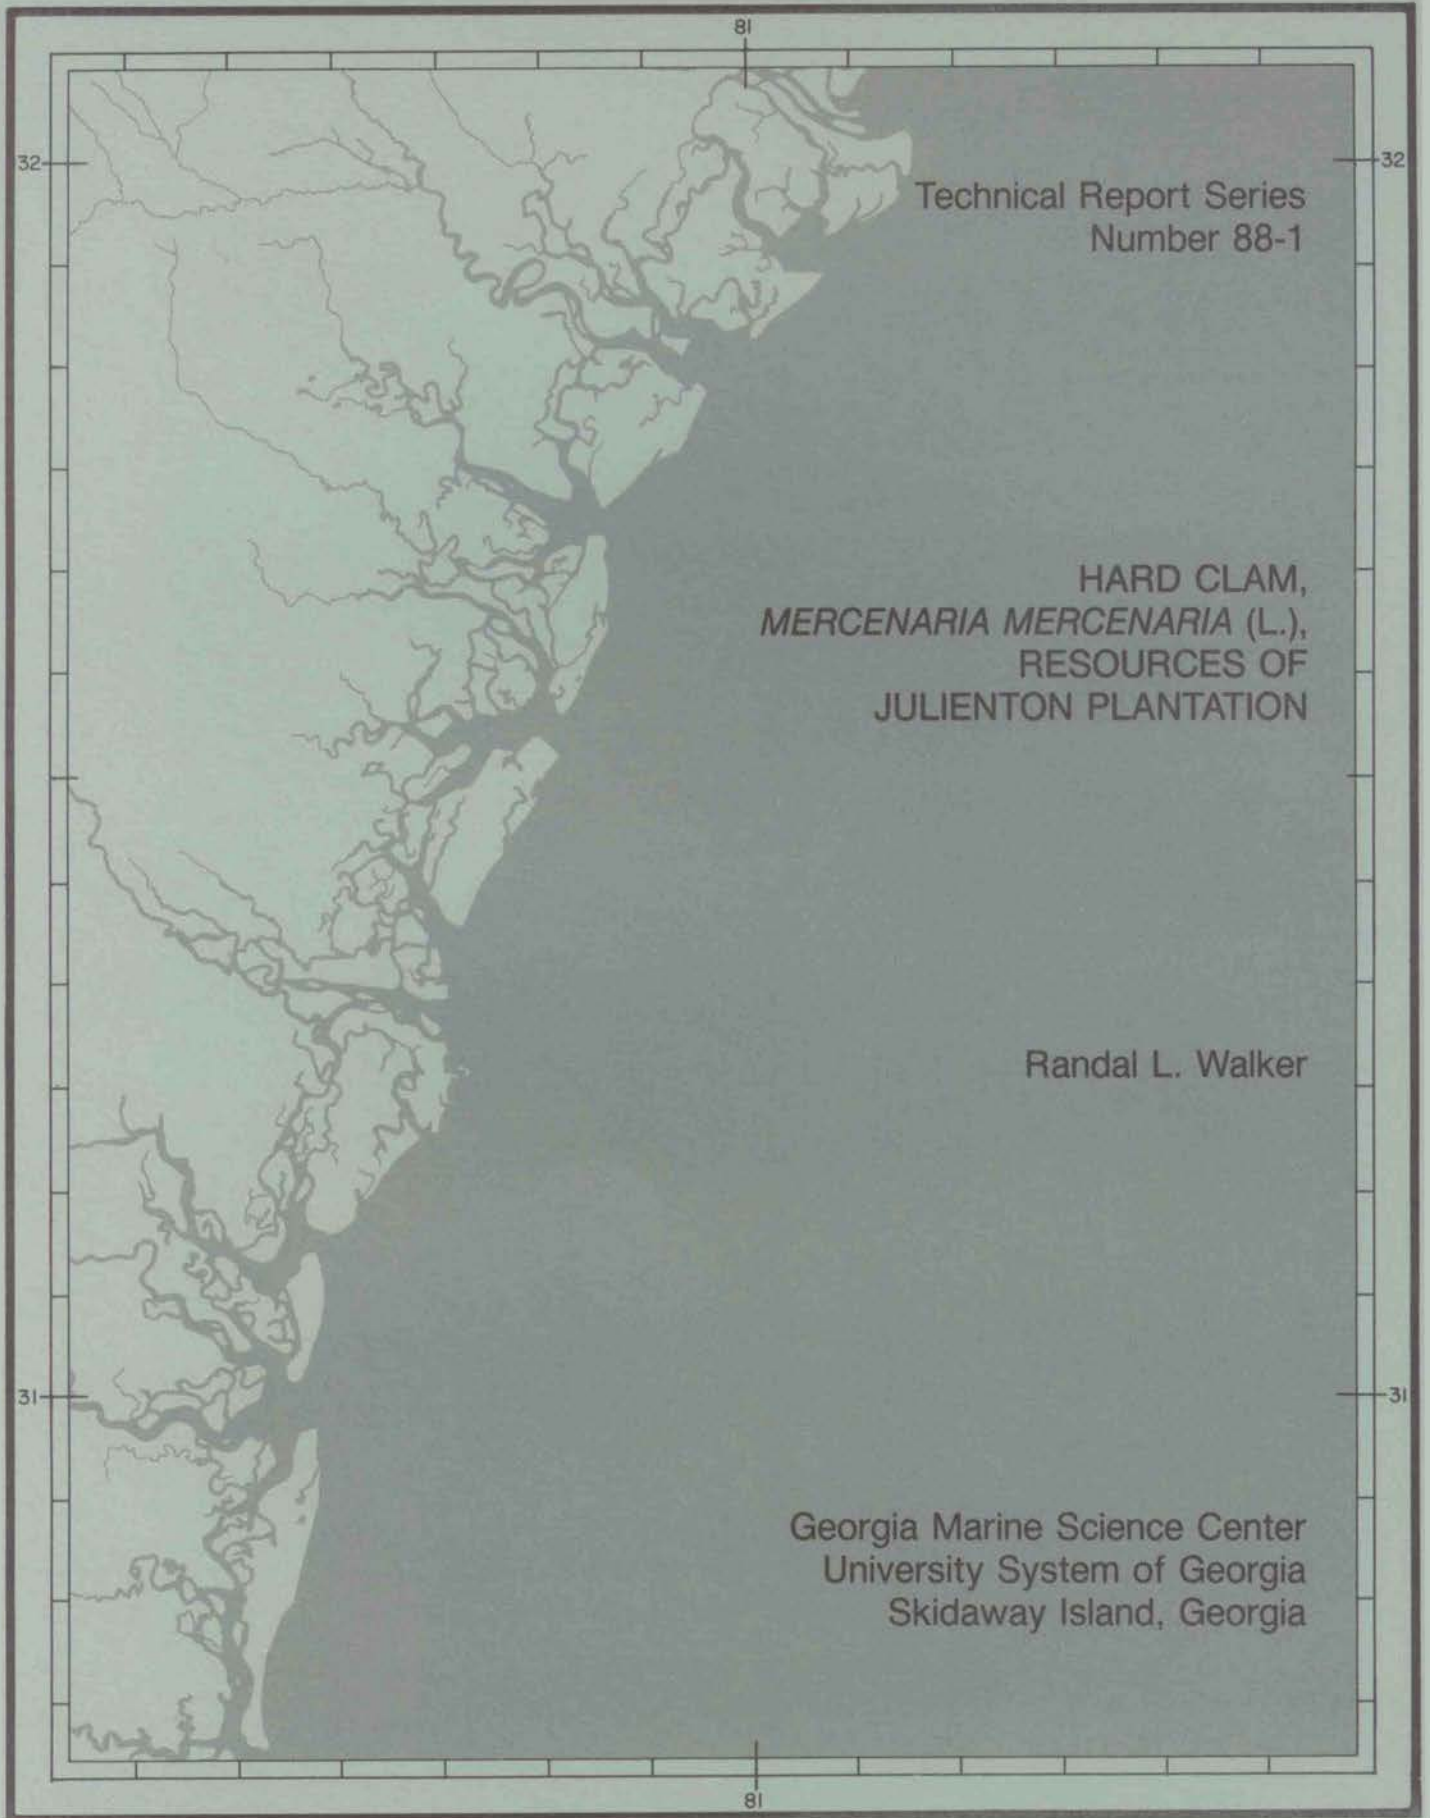 81
32
32
Technical Report Series
Number 88-1
HARD CLAM,
MERCENARIA MERCENARIA (L.),
RESOURCES OF
JULIENTON PLANTATION
Randal L. Walker
31
31
Georgia Marine Science Center
University System of Georgia
Skidaway Island, Georgia
81